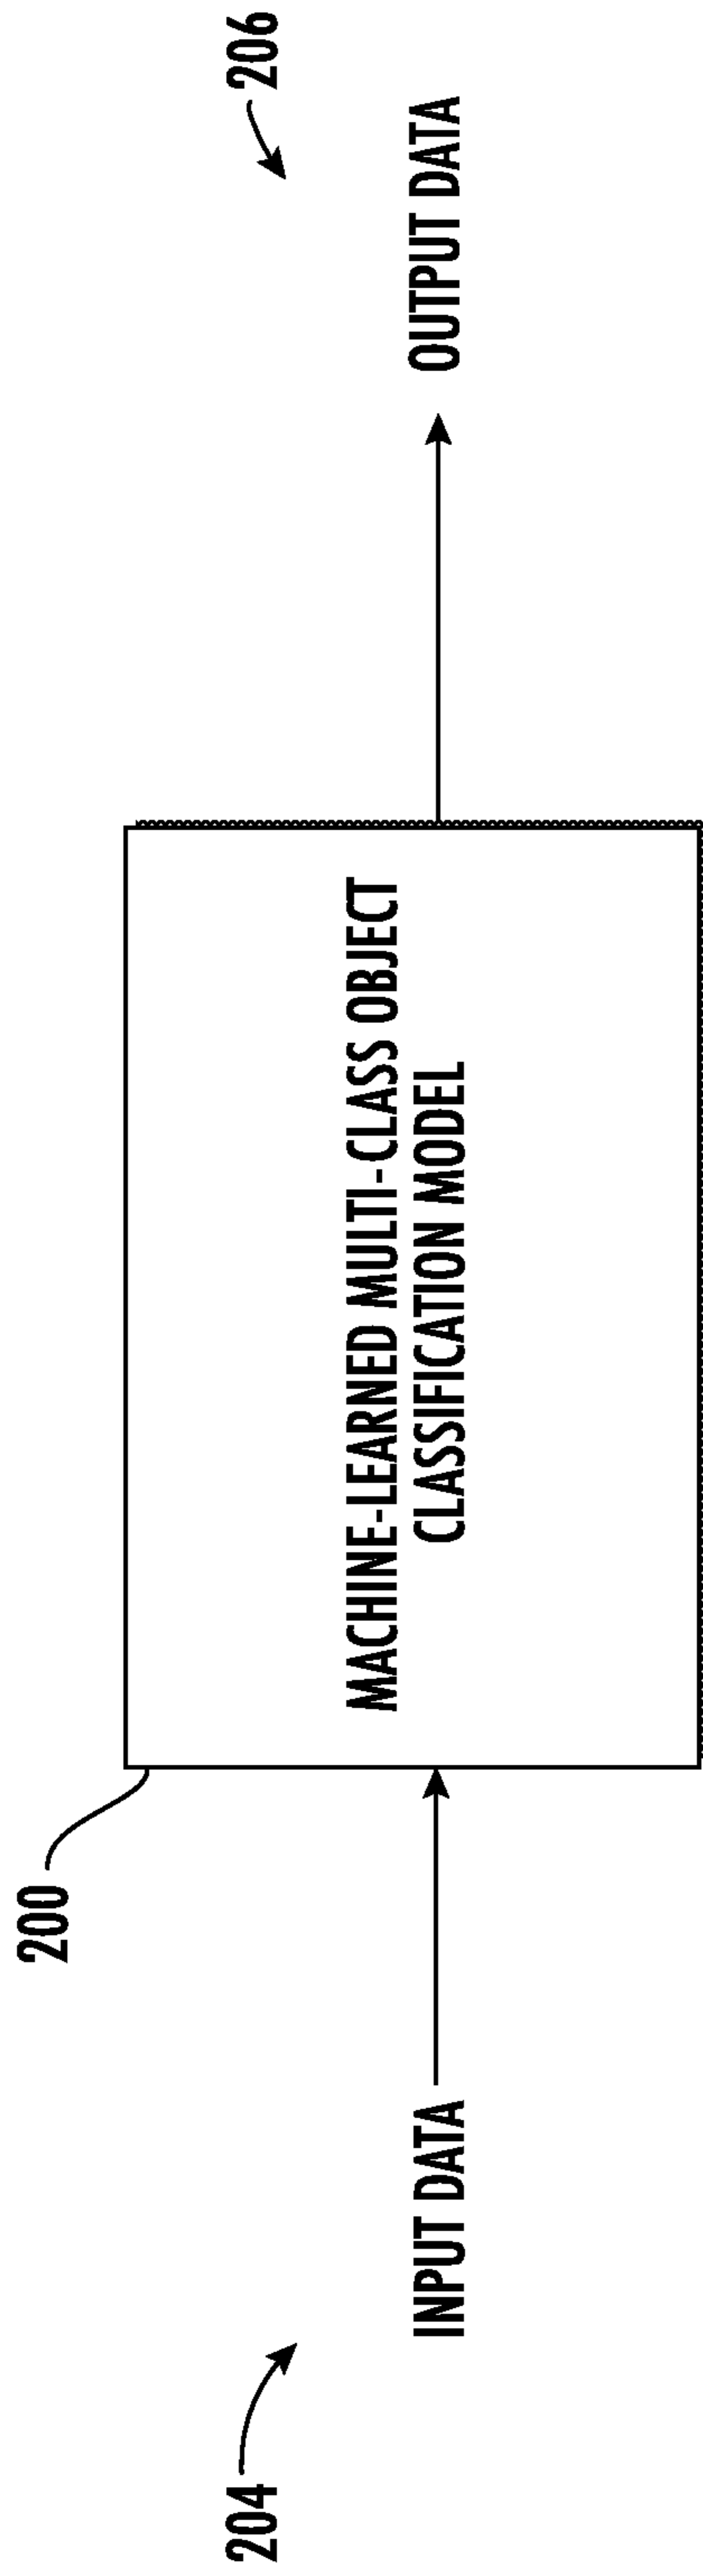 200
204
206
INPUT DATA
MACHINE-LEARNED MULTI-CLASS OBJECT
CLASSIFICATION MODEL
OUTPUT DATA